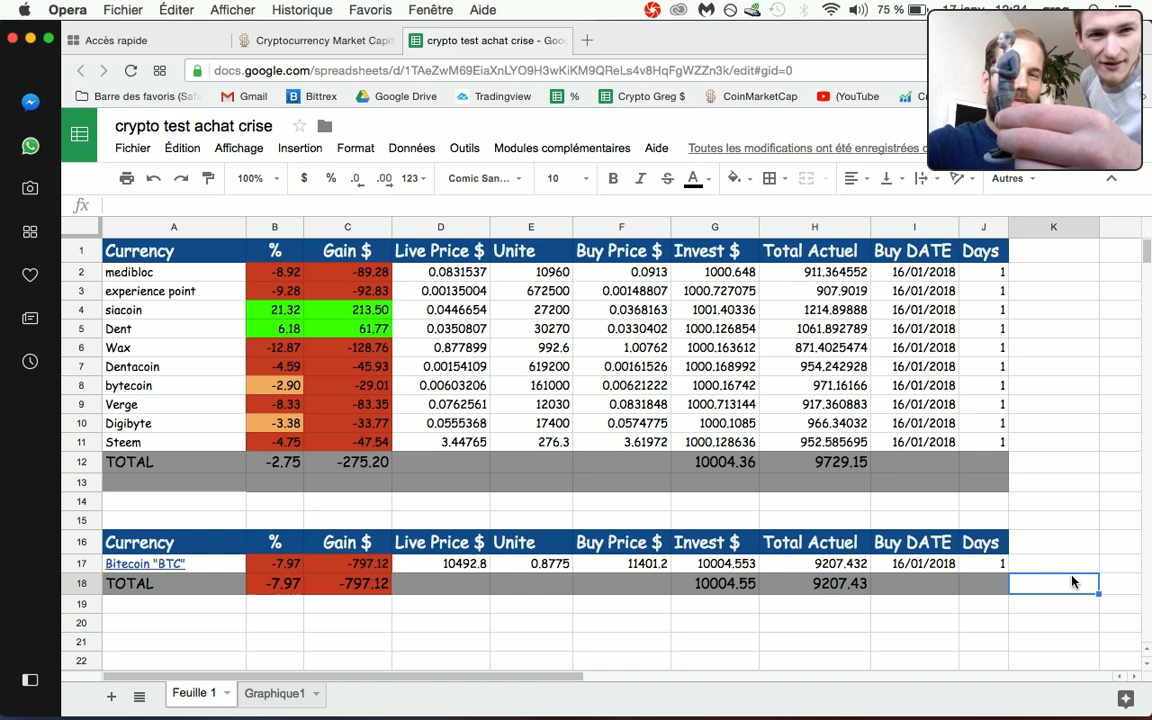 Opera Fichier Éditer Afficher Historique Favoris Fenêtre Aide 75 %
Accès rapide Cryptocurrency Market Capi crypto test achat crise - Goo
docs.google.com/spreadsheets/d/1TAeZwM69EiaXnLYO9H3wKiKM9QReLs4v8HqFgWZZn3k/edit#gid=0
Barre des favoris (Safa Gmail Bittrex Google Drive Tradingview % Crypto Greg $ CoinMarketCap (YouTube
crypto test achat crise
Fichier Édition Affichage Insertion Format Données Outils Modules complémentaires Aide Toutes les modifications ont été enregistrées
100% $ % .0 .00 123 Comic San... 10 B I S A Autres
fx
A B C D E F G H I J K
1 Currency % Gain $ Live Price $ Unite Buy Price $ Invest $ Total Actuel Buy DATE Days
2 medibloc -8.92 -89.28 0.0831537 10960 0.0913 1000.648 911.364552 16/01/2018 1
3 experience point -9.28 -92.83 0.00135004 672500 0.00148807 1000.727075 907.9019 16/01/2018 1
4 siacoin 21.32 213.50 0.0446654 27200 0.0368163 1001.40336 1214.89888 16/01/2018 1
5 Dent 6.18 61.77 0.0350807 30270 0.0330402 1000.126854 1061.892789 16/01/2018 1
6 Wax -12.87 -128.76 0.877899 992.6 1.00762 1000.163612 871.4025474 16/01/2018 1
7 Dentacoin -4.59 -45.93 0.00154109 619200 0.00161526 1000.168992 954.242928 16/01/2018 1
8 bytecoin -2.90 -29.01 0.00603206 161000 0.00621222 1000.16742 971.16166 16/01/2018 1
9 Verge -8.33 -83.35 0.0762561 12030 0.0831848 1000.713144 917.360883 16/01/2018 1
10 Digibyte -3.38 -33.77 0.0555368 17400 0.0574775 1000.1085 966.34032 16/01/2018 1
11 Steem -4.75 -47.54 3.44765 276.3 3.61972 1000.128636 952.585695 16/01/2018 1
12 TOTAL -2.75 -275.20 10004.36 9729.15
13
14
15
16 Currency % Gain $ Live Price $ Unite Buy Price $ Invest $ Total Actuel Buy DATE Days
17 Bitecoin "BTC" -7.97 -797.12 10492.8 0.8775 11401.2 10004.553 9207.432 16/01/2018 1
18 TOTAL -7.97 -797.12 10004.55 9207.43
19
20
21
22
Feuille 1 Graphique1